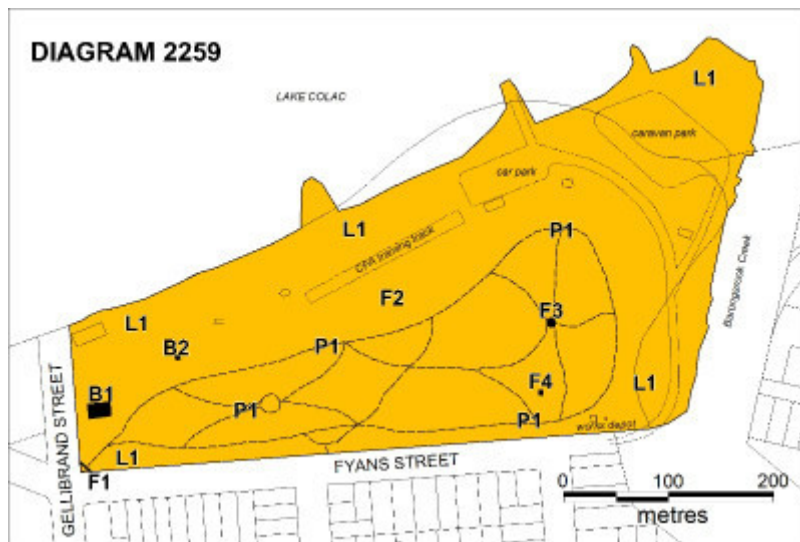 DIAGRAM 2259
LAKE COLAC
L1
caravan park
car park
L1
P1
CFA training track
F2
Barongarook Creek
L1
F3
B2
P1
B1
F4
L1
P1
P1
L1
works depot
F1
GELLIBRAND STREET
FYANS STREET
0 100 200
metres